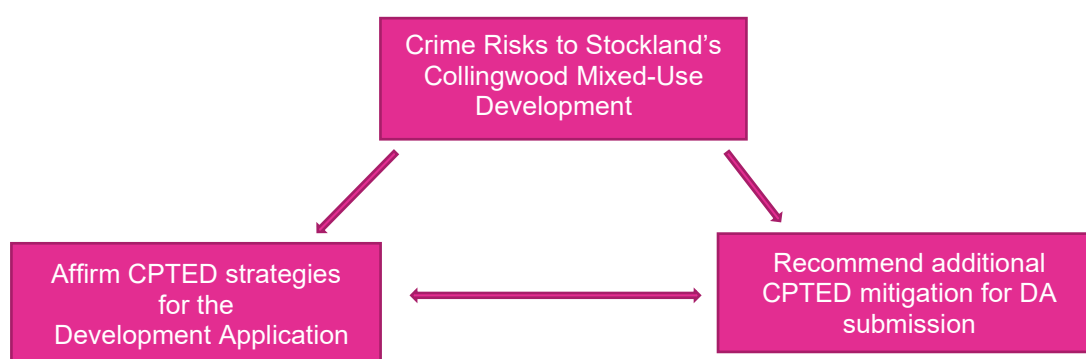 Crime Risks to Stockland’s
Collingwood Mixed-Use
Development
Affirm CPTED strategies
for the
Development Application
Recommend additional
CPTED mitigation for DA
submission